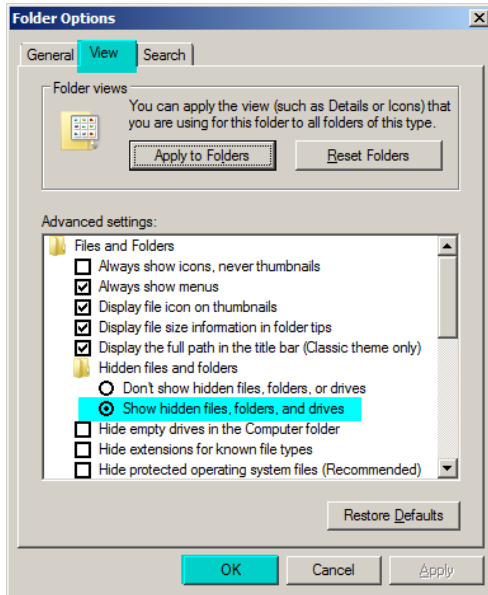 Folder Options
General View Search
Folder views
You can apply the view (such as Details or Icons) that
you are using for this folder to all folders of this type.
Apply to Folders Reset Folders
Advanced settings:
Files and Folders
Always show icons, never thumbnails
Always show menus
Display file icon on thumbnails
Display file size information in folder tips
Display the full path in the title bar (Classic theme only)
Hidden files and folders
Don't show hidden files, folders, or drives
Show hidden files, folders, and drives
Hide empty drives in the Computer folder
Hide extensions for known file types
Hide protected operating system files (Recommended)
Restore Defaults
OK Cancel Apply